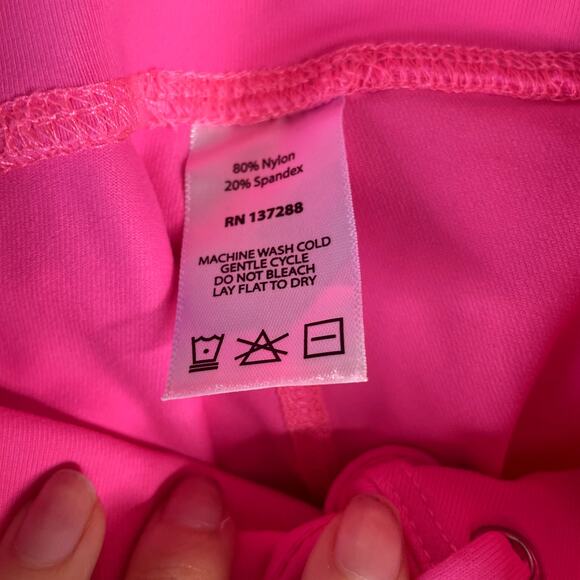 80% Nylon
20% Spandex
RN 137288
MACHINE WASH COLD
GENTLE CYCLE
DO NOT BLEACH
LAY FLAT TO DRY